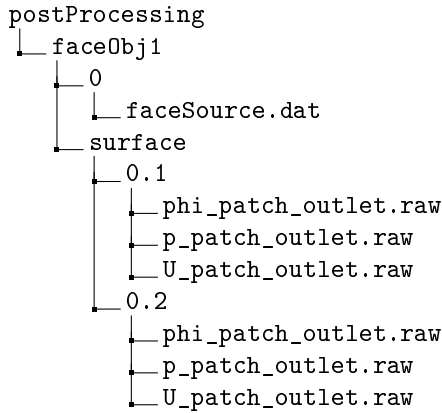 postProcessing
faceObj1
0
faceSource.dat
surface
0.1
phi_patch_outlet.raw
p_patch_outlet.raw
U_patch_outlet.raw
0.2
phi_patch_outlet.raw
p_patch_outlet.raw
U_patch_outlet.raw